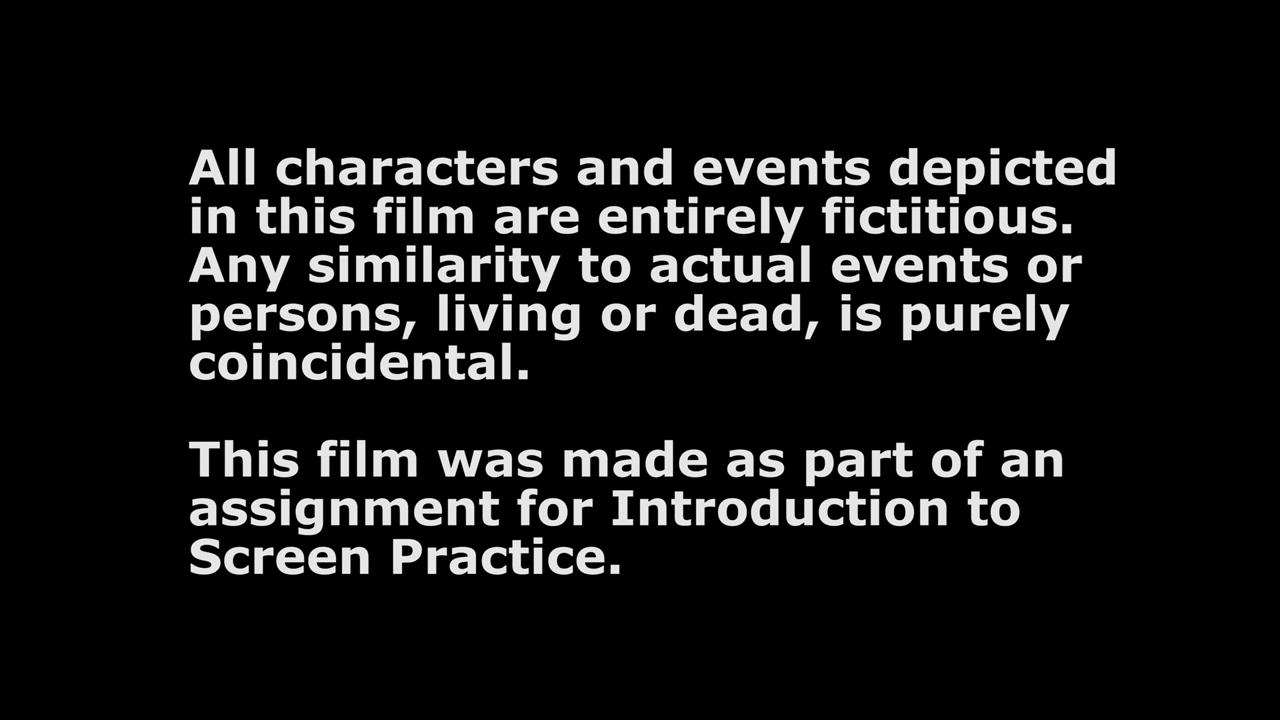 All characters and events depicted
in this film are entirely fictitious.
Any similarity to actual events or
persons, living or dead, is purely
coincidental.
This film was made as part of an
assignment for Introduction to
Screen Practice.